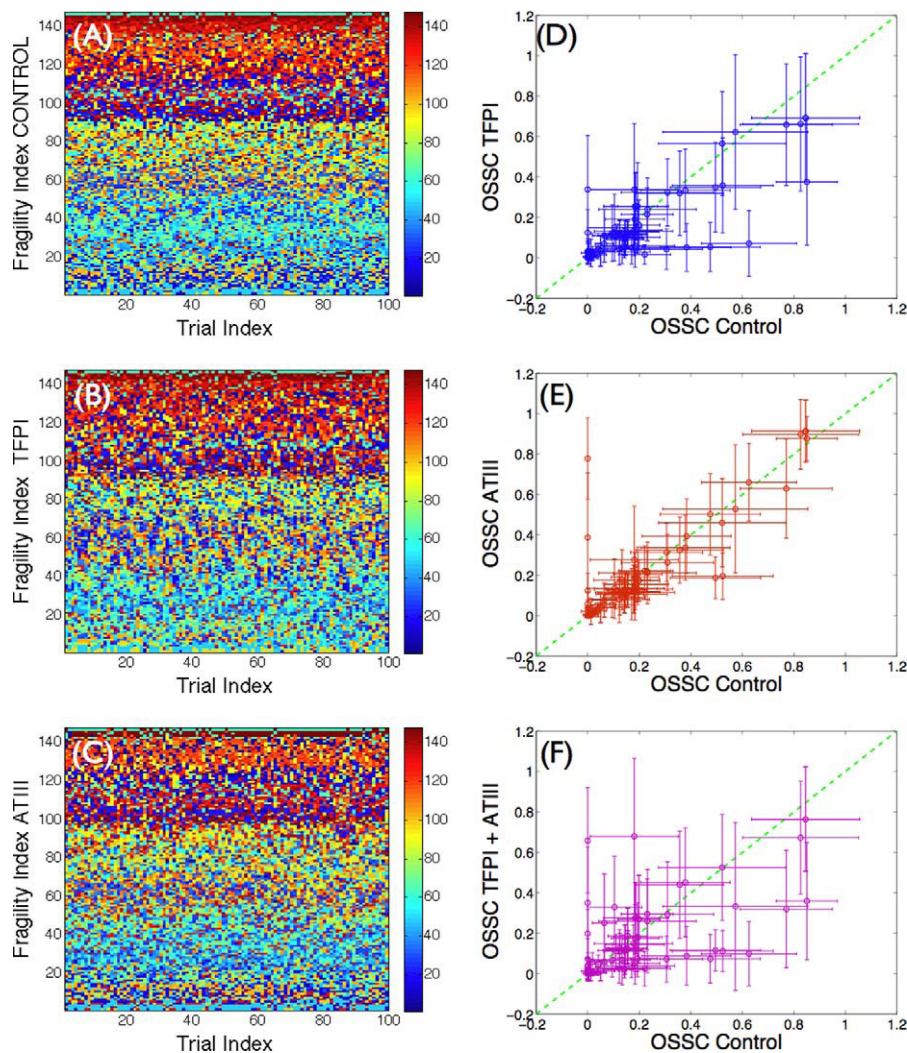 (A)
Fragility Index CONTROL
140
120
100
80
60
40
20
20 40 60 80 100
Trial Index
140
120
100
80
60
40
20
(D)
OSSC TFPI
1.2
1
0.8
0.6
0.4
0.2
0
−0.2
−0.2 0 0.2 0.4 0.6 0.8 1 1.2
OSSC Control
(B)
Fragility Index TFPI
140
120
100
80
60
40
20
20 40 60 80 100
Trial Index
140
120
100
80
60
40
20
(E)
OSSC ATIII
1.2
1
0.8
0.6
0.4
0.2
0
−0.2
−0.2 0 0.2 0.4 0.6 0.8 1 1.2
OSSC Control
(C)
Fragility Index ATIII
140
120
100
80
60
40
20
20 40 60 80 100
Trial Index
140
120
100
80
60
40
20
(F)
OSSC TFPI + ATIII
1.2
1
0.8
0.6
0.4
0.2
0
−0.2
−0.2 0 0.2 0.4 0.6 0.8 1 1.2
OSSC Control